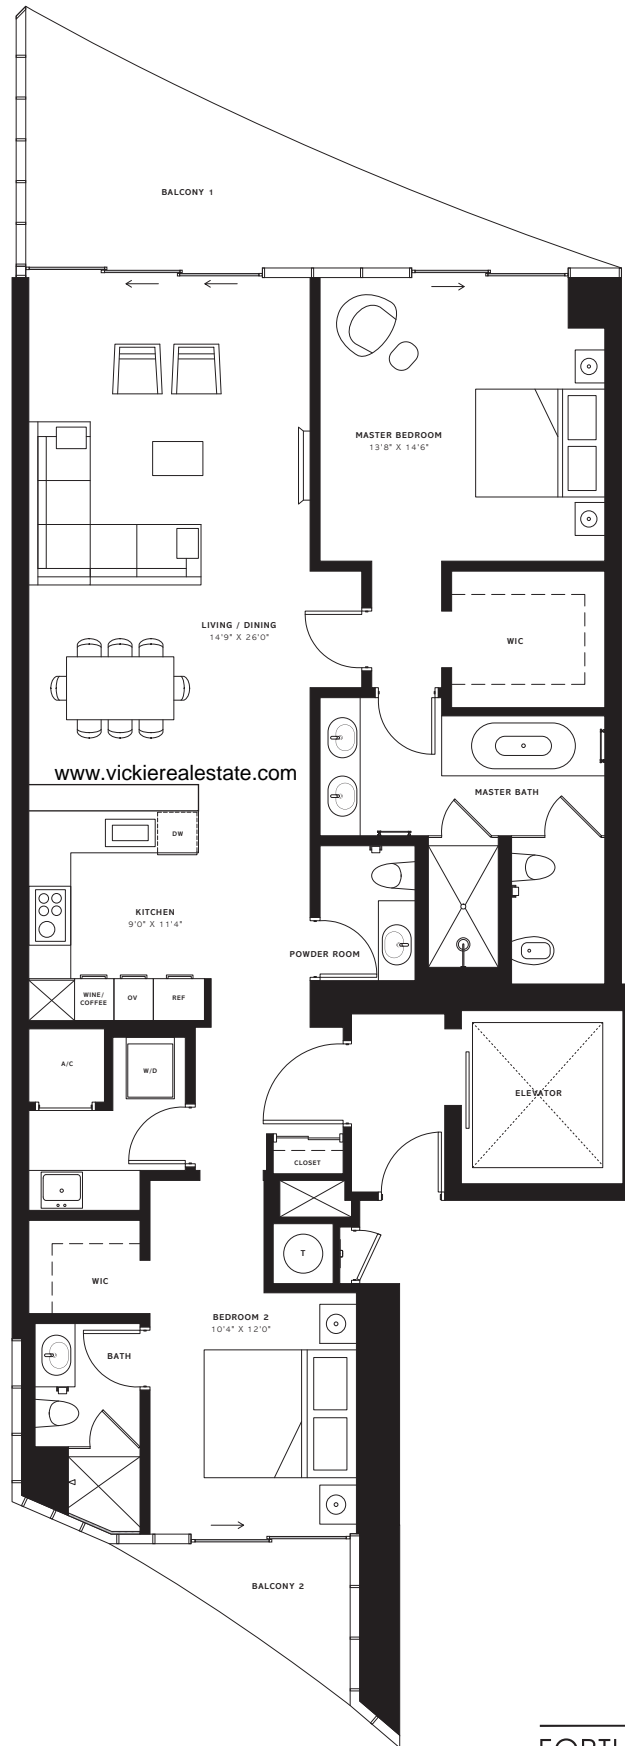 BALCONY 1
MASTER BEDROOM
13'8" X 14'6"
LIVING / DINING
14'9" X 26'0"
WIC
www.vickierealestate.com
MASTER BATH
DW
KITCHEN
9'0" X 11'4"
POWDER ROOM
WINE/
COFFEE
OV
REF
A/C
W/D
ELEVATOR
CLOSET
T
WIC
BEDROOM 2
10'4" X 12'0"
BATH
BALCONY 2